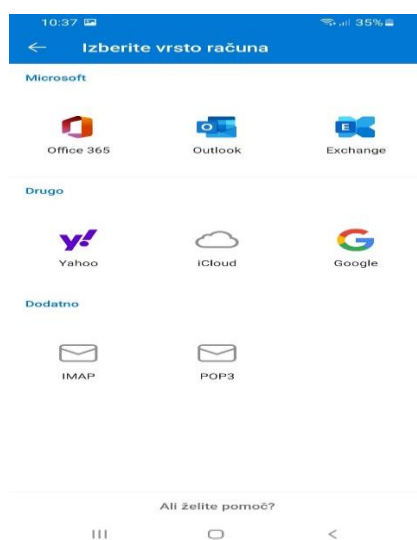 10:37 35%
Izberite vrsto računa
Microsoft
Office 365 Outlook Exchange
Drugo
Yahoo iCloud Google
Dodatno
IMAP POP3
Ali želite pomoč?